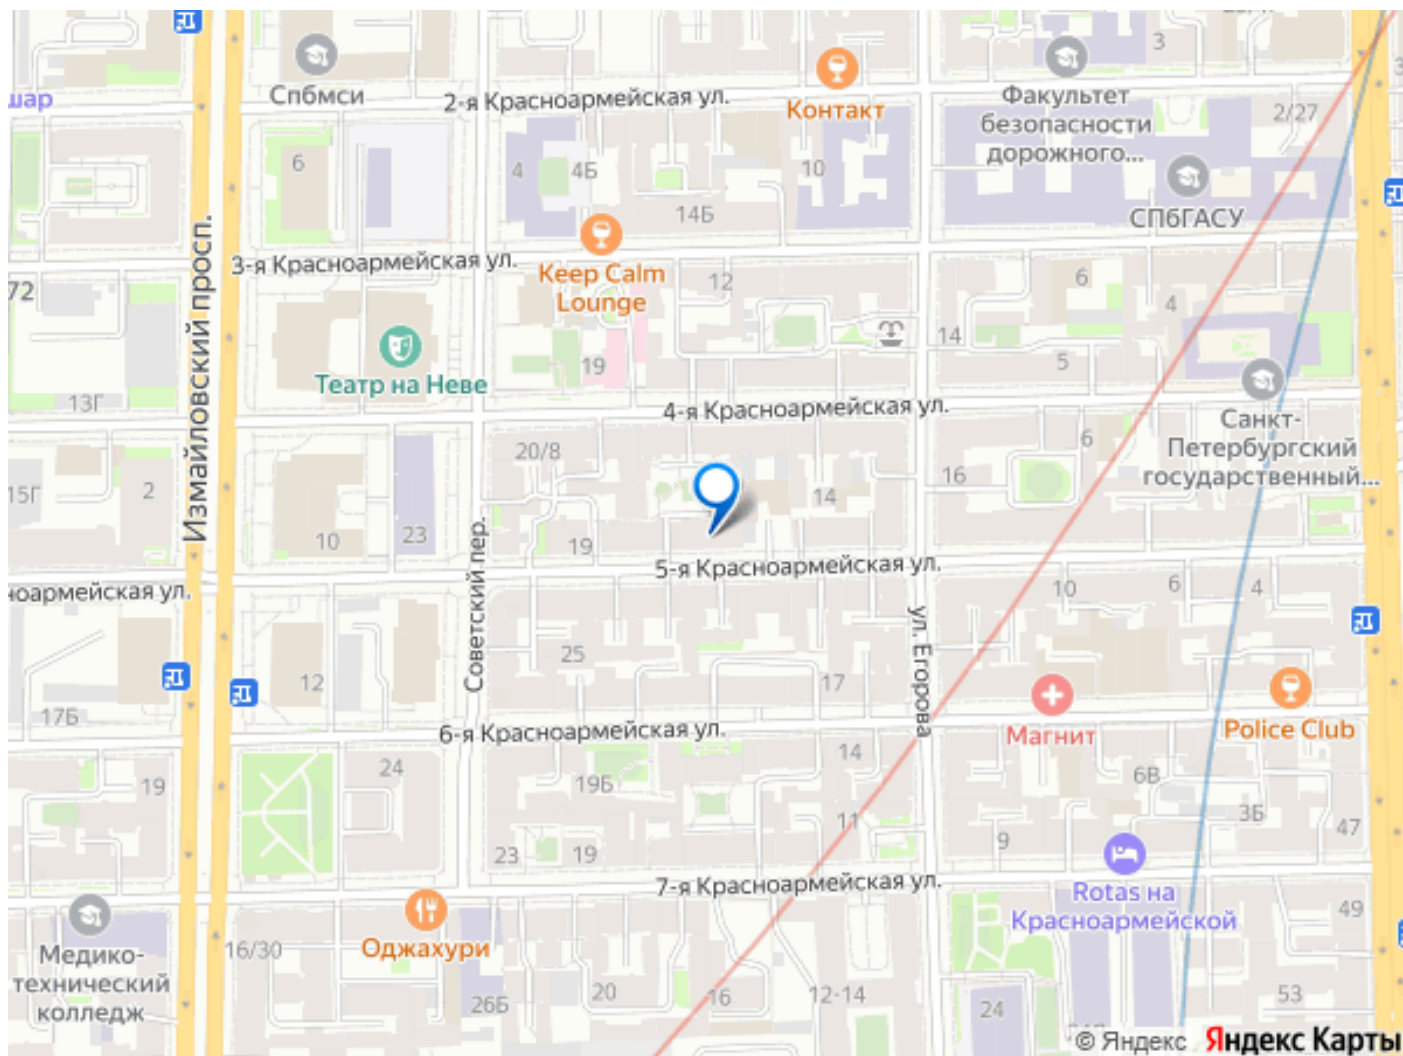 шар
Спбмси
2-я Красноармейская ул.
Контакт
3
Факультет
безопасности
дорожного...
2/27
6
4
4Б
10
14Б
СПбГАСУ
Измайловский просп.
3-я Красноармейская ул.
Keep Calm
Lounge
12
6
4
72
14
5
19
Театр на Неве
13Г
4-я Красноармейская ул.
Санкт-
Петербургский
государственный...
20/8
6
16
15Г
2
14
23
10
19
Советский пер.
5-я Красноармейская ул.
ноармейская ул.
10
6
4
ул. Егорова
25
12
17
17Б
Магнит
Police Club
6-я Красноармейская ул.
14
24
19
19Б
6В
3Б
11
47
9
23
19
7-я Красноармейская ул.
Rotas на
Красноармейской
49
Оджахури
16/30
Медико-
технический
колледж
26Б
20
16
12-14
24
53
© Яндекс Яндекс Карты